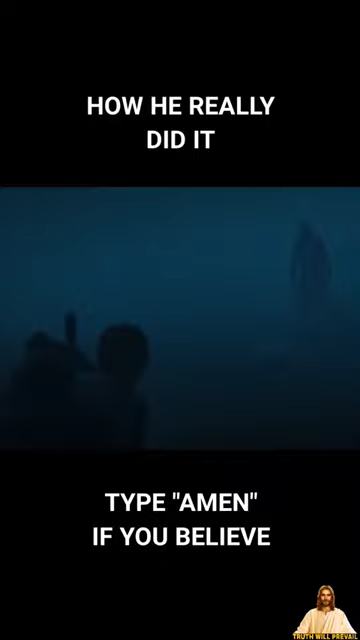 HOW HE REALLY
DID IT
TYPE "AMEN"
IF YOU BELIEVE
TRUTH WILL PREVAIL